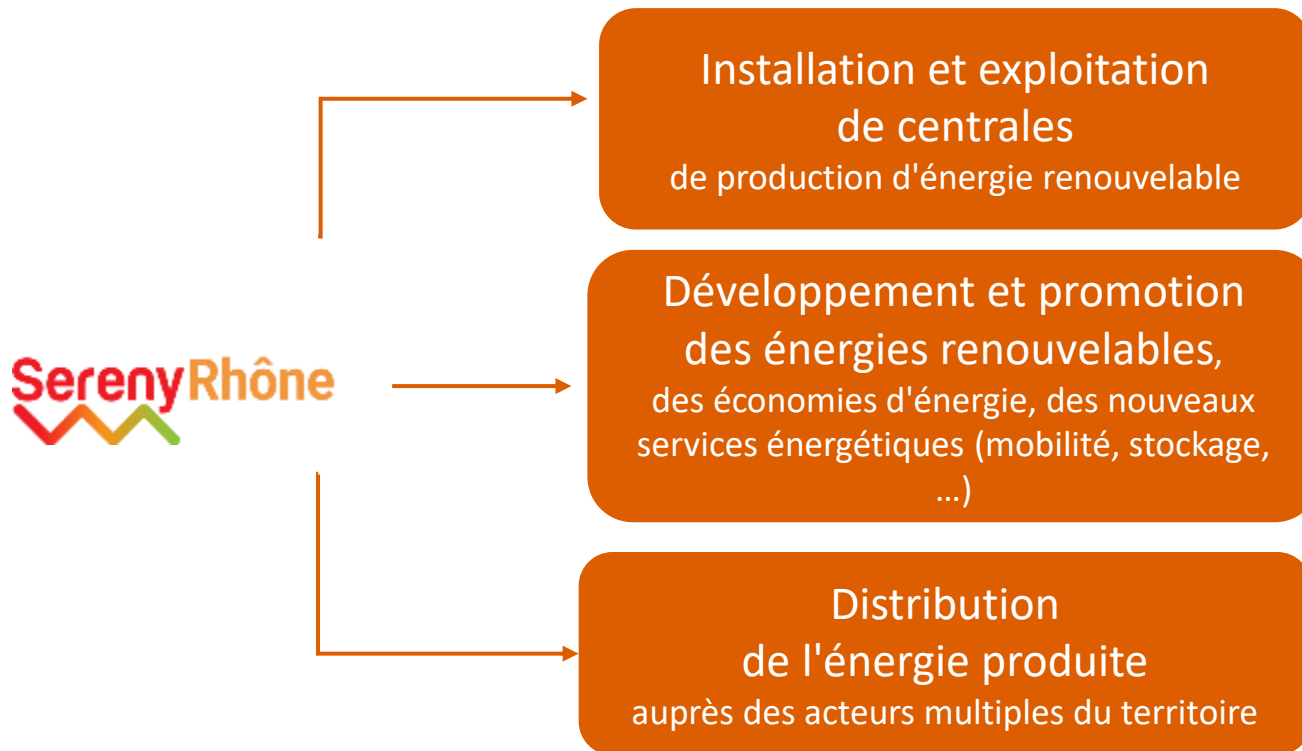 Installation et exploitation
de centrales
de production d'énergie renouvelable
Développement et promotion
des énergies renouvelables,
des économies d'énergie, des nouveaux
services énergétiques (mobilité, stockage,
…)
SerenyRhône
Distribution
de l'énergie produite
auprès des acteurs multiples du territoire